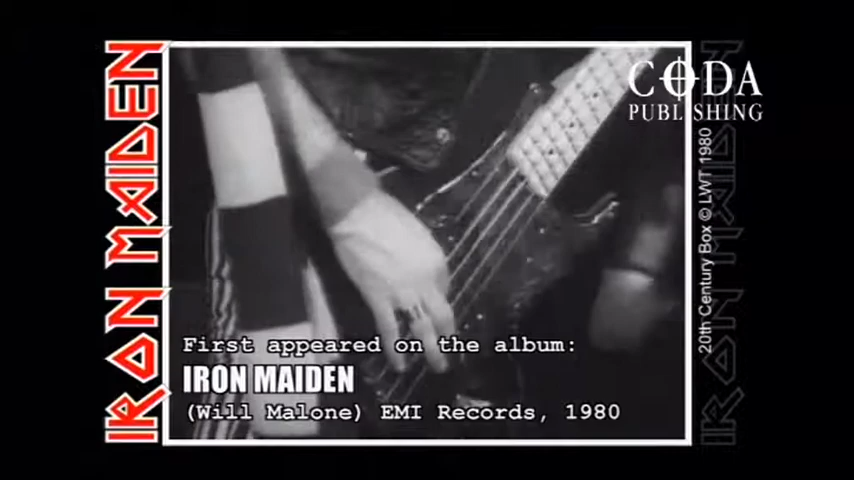 IRON MAIDEN
CODA
PUBLISHING
20th Century Box © LWT 1980
First appeared on the album:
IRON MAIDEN
(Will Malone) EMI Records, 1980
IRON MAIDEN